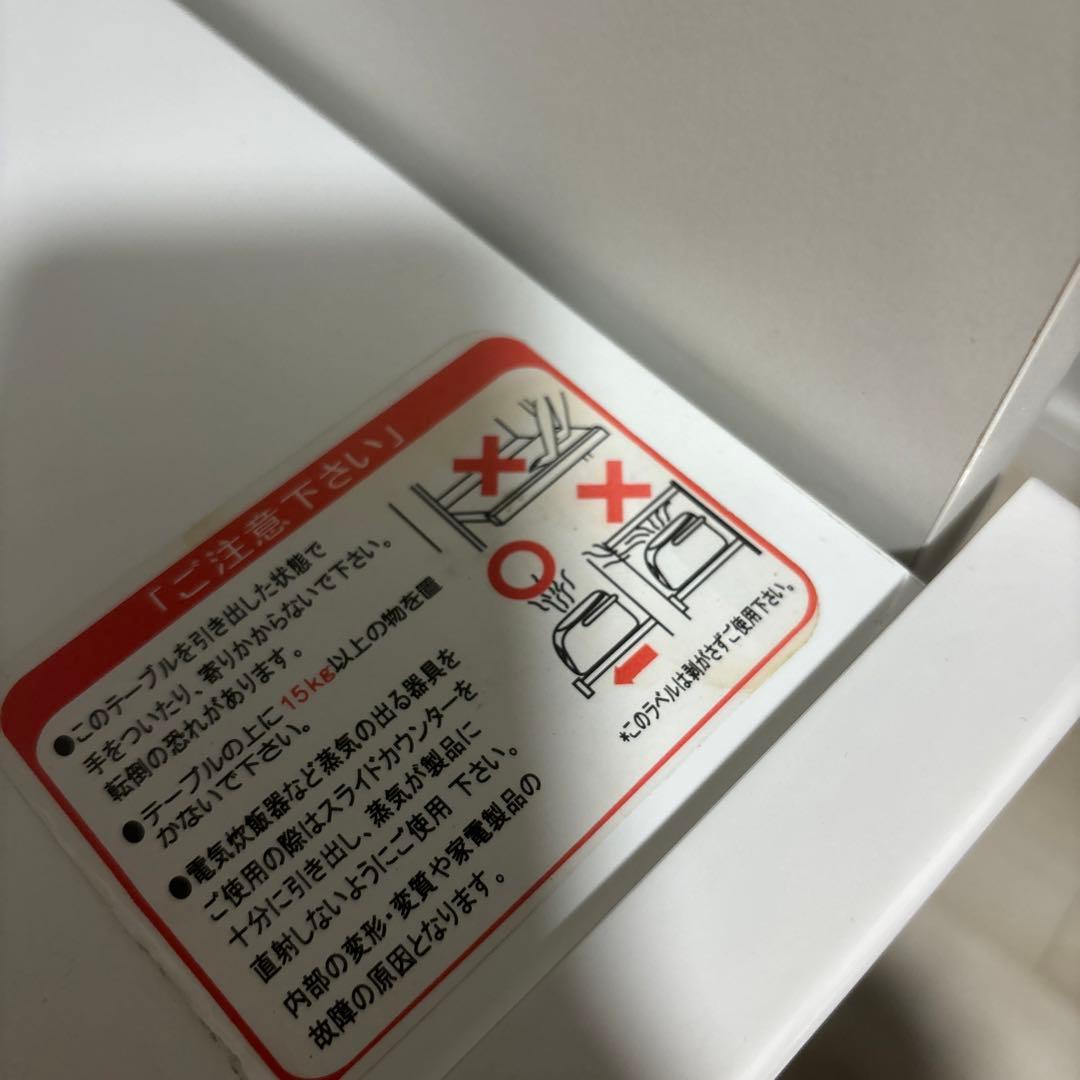 「ご注意下さい」
●このテーブルを引き出した状態で
手をついたり、寄りかからないで下さい。
転倒の恐れがあります。
●テーブルの上に15kg以上の物を置
かないで下さい。
●電気炊飯器など蒸気の出る器具を
ご使用の際はスライドカウンターを
十分に引き出し、蒸気が製品に
直射しないようにご使用 下さい。
内部の変形・変質や家電製品の
故障の原因となります。
*このラベルは剥がさずご使用下さい。